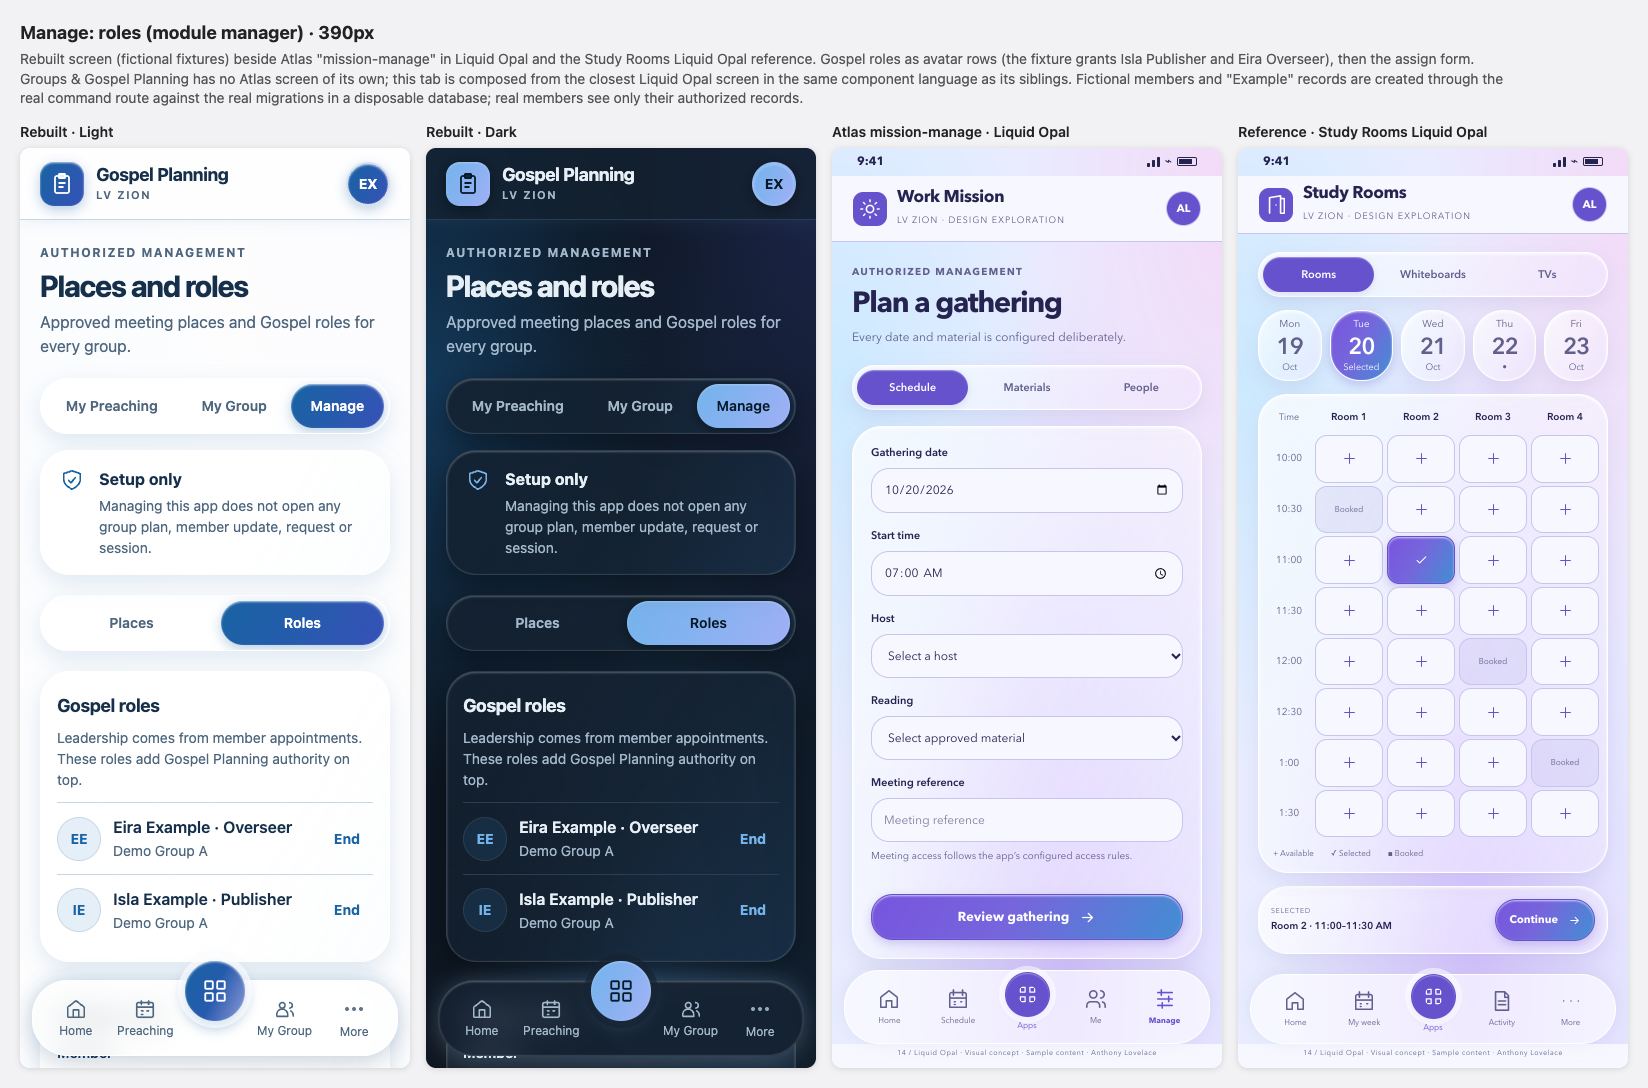 Manage: roles (module manager) · 390px
Rebuilt screen (fictional fixtures) beside Atlas "mission-manage" in Liquid Opal and the Study Rooms Liquid Opal reference. Gospel roles as avatar rows (the fixture grants Isla Publisher and Eira Overseer), then the assign form.
Groups & Gospel Planning has no Atlas screen of its own; this tab is composed from the closest Liquid Opal screen in the same component language as its siblings. Fictional members and "Example" records are created through the
real command route against the real migrations in a disposable database; real members see only their authorized records.
Rebuilt · Light
Gospel Planning
LV ZION
EX
AUTHORIZED MANAGEMENT
Places and roles
Approved meeting places and Gospel roles for
every group.
My Preaching
My Group
Manage
Setup only
Managing this app does not open any
group plan, member update, request or
session.
Places
Roles
Gospel roles
Leadership comes from member appointments.
These roles add Gospel Planning authority on
top.
EE
Eira Example · Overseer
Demo Group A
End
IE
Isla Example · Publisher
Demo Group A
End
Home
Preaching
My Group
More
Rebuilt · Dark
Gospel Planning
LV ZION
EX
AUTHORIZED MANAGEMENT
Places and roles
Approved meeting places and Gospel roles for
every group.
My Preaching
My Group
Manage
Setup only
Managing this app does not open any
group plan, member update, request or
session.
Places
Roles
Gospel roles
Leadership comes from member appointments.
These roles add Gospel Planning authority on
top.
EE
Eira Example · Overseer
Demo Group A
End
IE
Isla Example · Publisher
Demo Group A
End
Home
Preaching
My Group
More
Atlas mission-manage · Liquid Opal
9:41
Work Mission
LV ZION · DESIGN EXPLORATION
AL
AUTHORIZED MANAGEMENT
Plan a gathering
Every date and material is configured deliberately.
Schedule
Materials
People
Gathering date
10/20/2026
Start time
07:00 AM
Host
Select a host
Reading
Select approved material
Meeting reference
Meeting reference
Meeting access follows the app's configured access rules.
Review gathering →
Home
Schedule
Apps
Me
Manage
14 / Liquid Opal · Visual concept · Sample content · Anthony Lovelace
Reference · Study Rooms Liquid Opal
9:41
Study Rooms
LV ZION · DESIGN EXPLORATION
AL
Rooms
Whiteboards
TVs
Mon
19
Oct
Tue
20
Selected
Wed
21
Oct
Thu
22
•
Fri
23
Oct
Time Room 1 Room 2 Room 3 Room 4
10:00 + + + +
10:30 Booked + + +
11:00 + ✓ + +
11:30 + + + +
12:00 + + Booked +
12:30 + + + +
1:00 + + + Booked
1:30 + + + +
+ Available ✓ Selected ■ Booked
SELECTED
Room 2 · 11:00–11:30 AM
Continue →
Home
My week
Apps
Activity
More
14 / Liquid Opal · Visual concept · Sample content · Anthony Lovelace